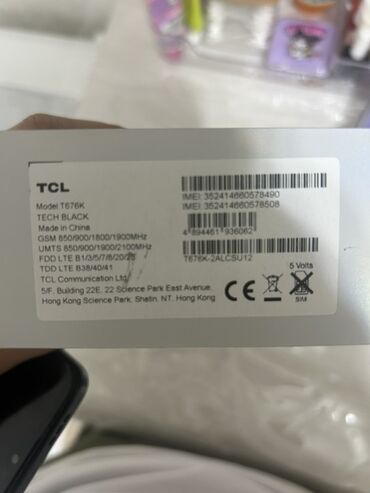 TCL
Model T676K
TECH BLACK
Made in China
GSM 850/900/1800/1900MHz
UMTS 850/900/1900/2100MHz
FDD LTE B1/3/5/7/8/20/28
TDD LTE B38/40/41
TCL Communication Ltd.
5/F, Building 22E, 22 Science Park East Avenue,
Hong Kong Science Park, Shatin, NT, Hong Kong
IMEI: 352414660578490
IMEI: 352414660578508
4 894461 936062
T676K-2ALCSU12
5 Volts
CE
SIM